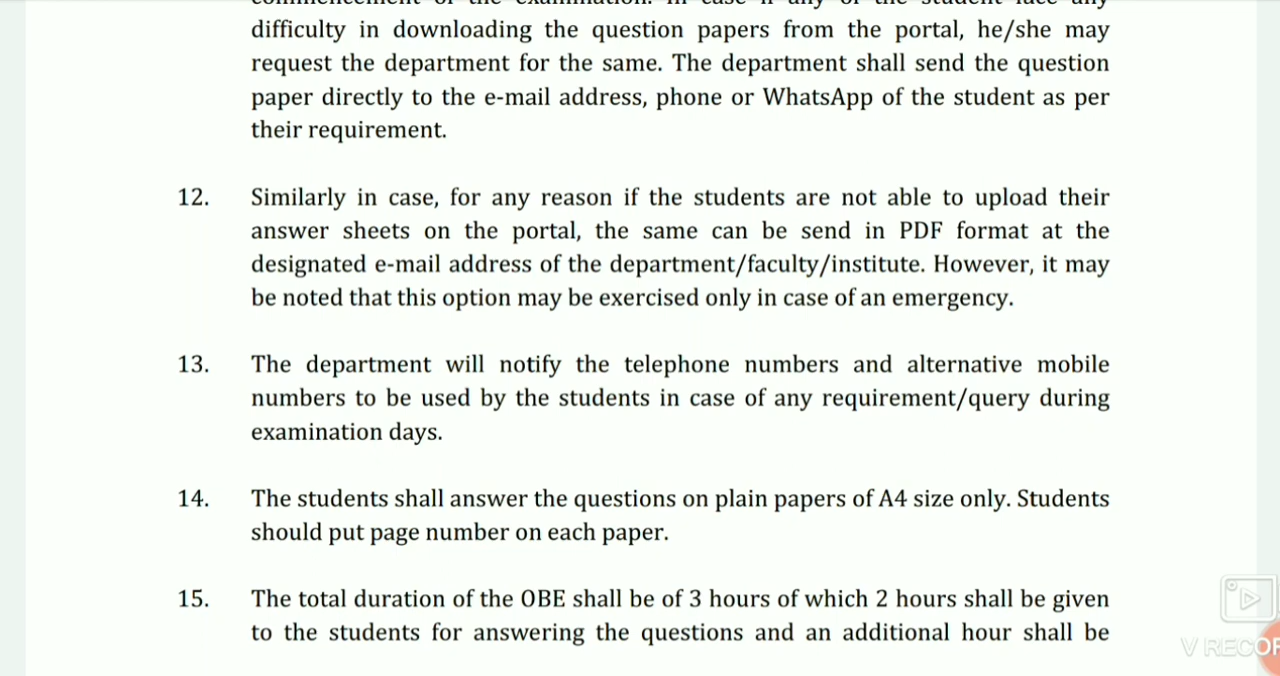 difficulty in downloading the question papers from the portal, he/she may
request the department for the same. The department shall send the question
paper directly to the e-mail address, phone or WhatsApp of the student as per
their requirement.
12. Similarly in case, for any reason if the students are not able to upload their
answer sheets on the portal, the same can be send in PDF format at the
designated e-mail address of the department/faculty/institute. However, it may
be noted that this option may be exercised only in case of an emergency.
13. The department will notify the telephone numbers and alternative mobile
numbers to be used by the students in case of any requirement/query during
examination days.
14. The students shall answer the questions on plain papers of A4 size only. Students
should put page number on each paper.
15. The total duration of the OBE shall be of 3 hours of which 2 hours shall be given
to the students for answering the questions and an additional hour shall be
V RECOR